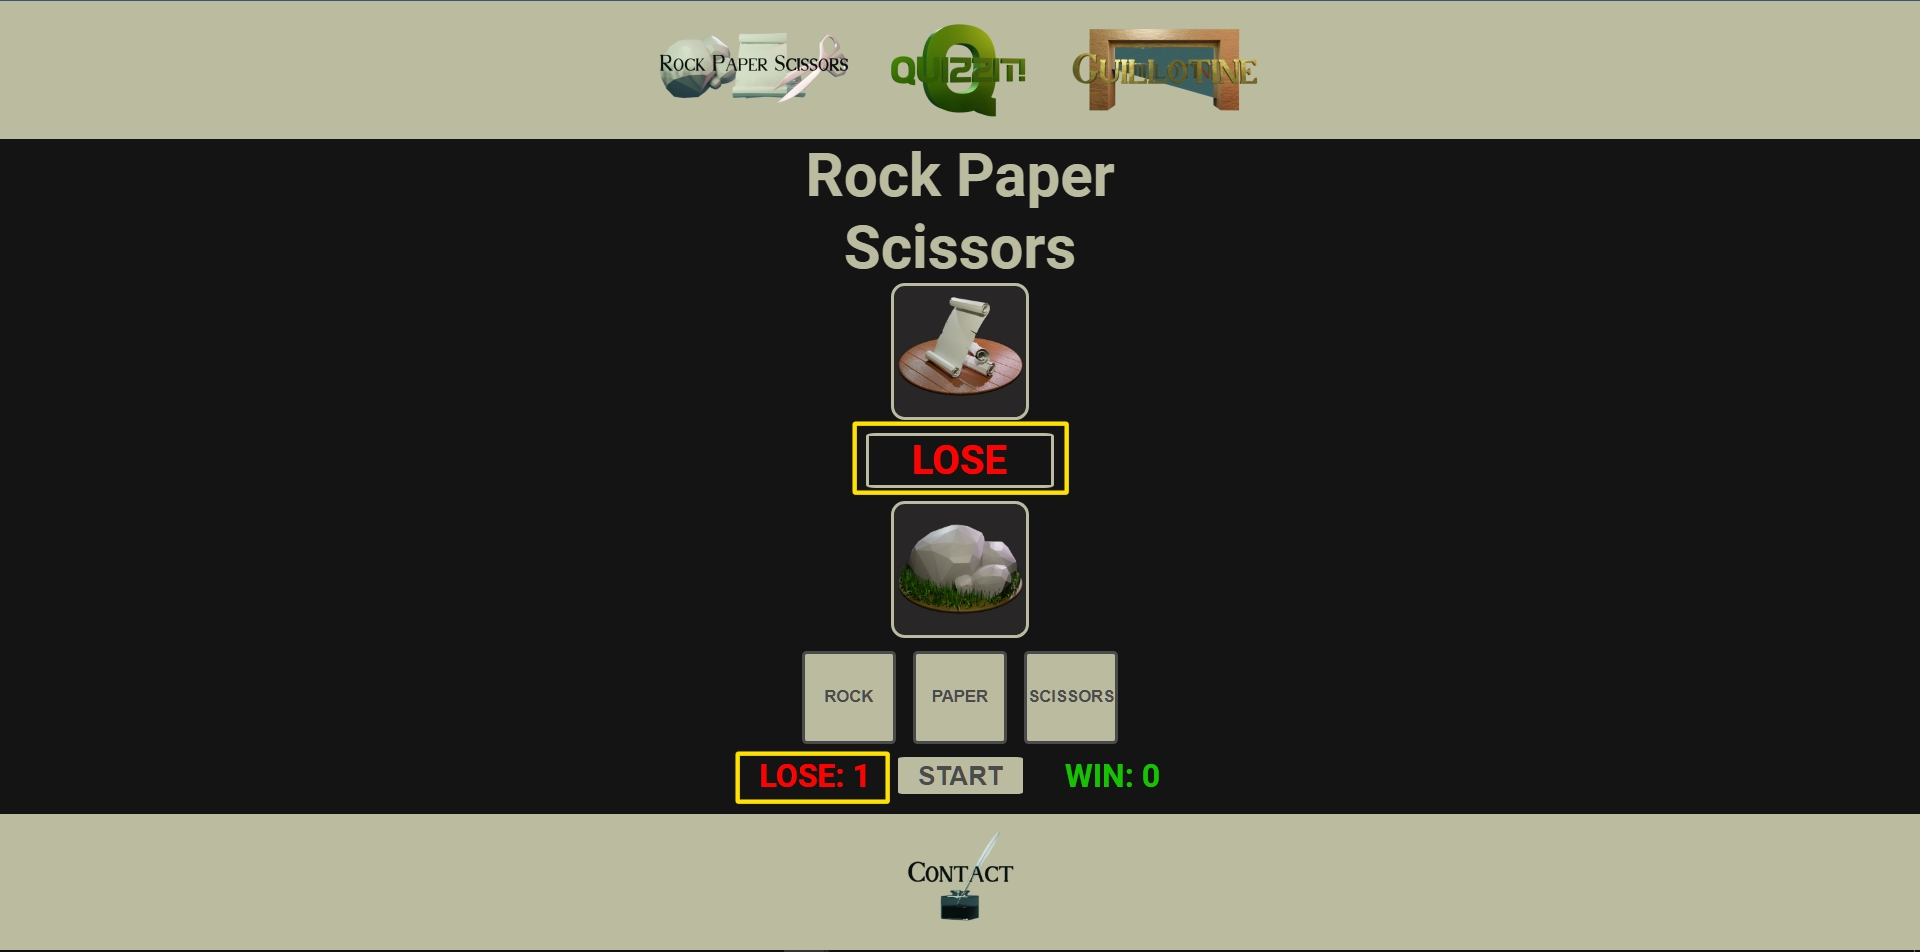 Rock Paper Scissors
QUIZZIT!
GUILLOTINE
Rock Paper
Scissors
LOSE
ROCK
PAPER
SCISSORS
LOSE: 1
START
WIN: 0
Contact